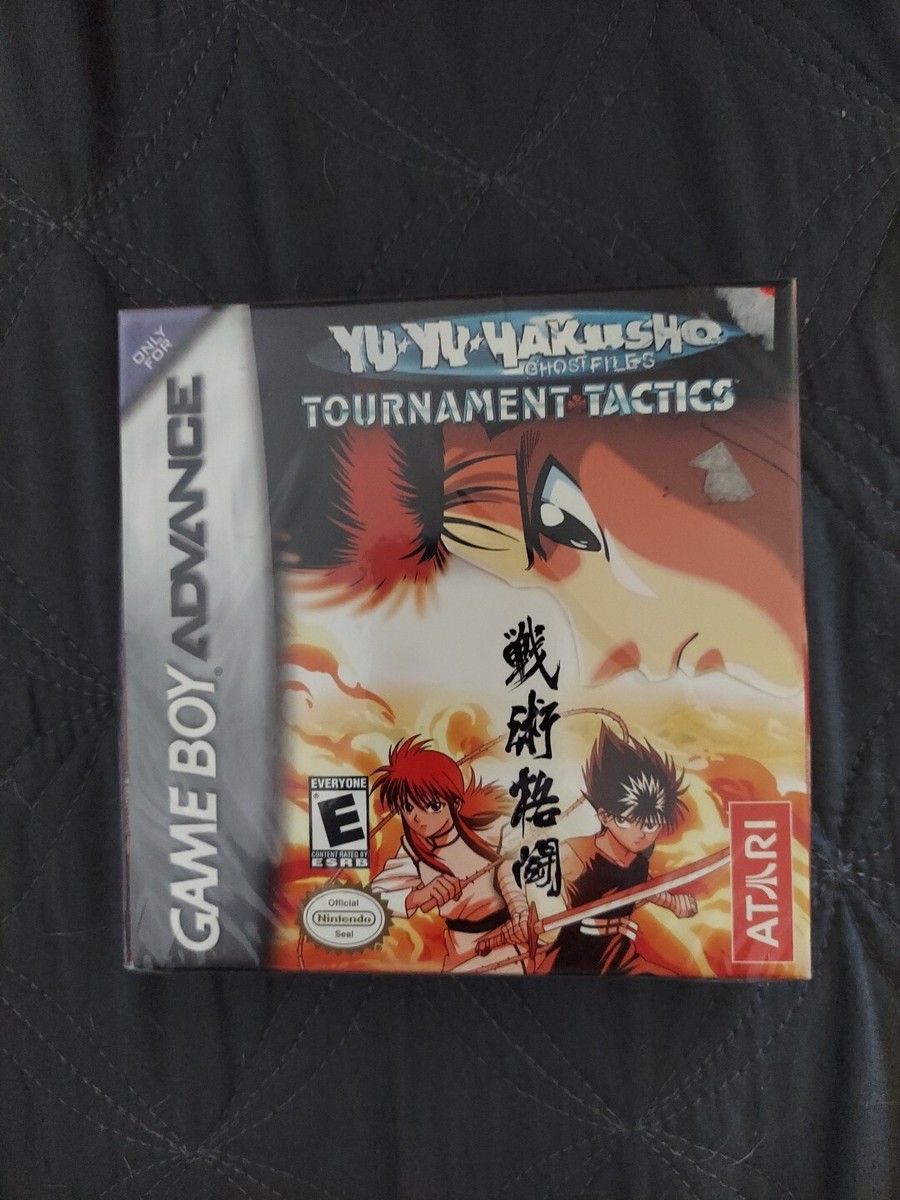 ONLY
FOR
GAME BOY ADVANCE®
YU★YU★HAKUSHO
GHOST FILES
TOURNAMENT TACTICS™
戦術格闘
EVERYONE
E
®
CONTENT RATED BY
ESRB
Official
Nintendo
Seal
ATARI